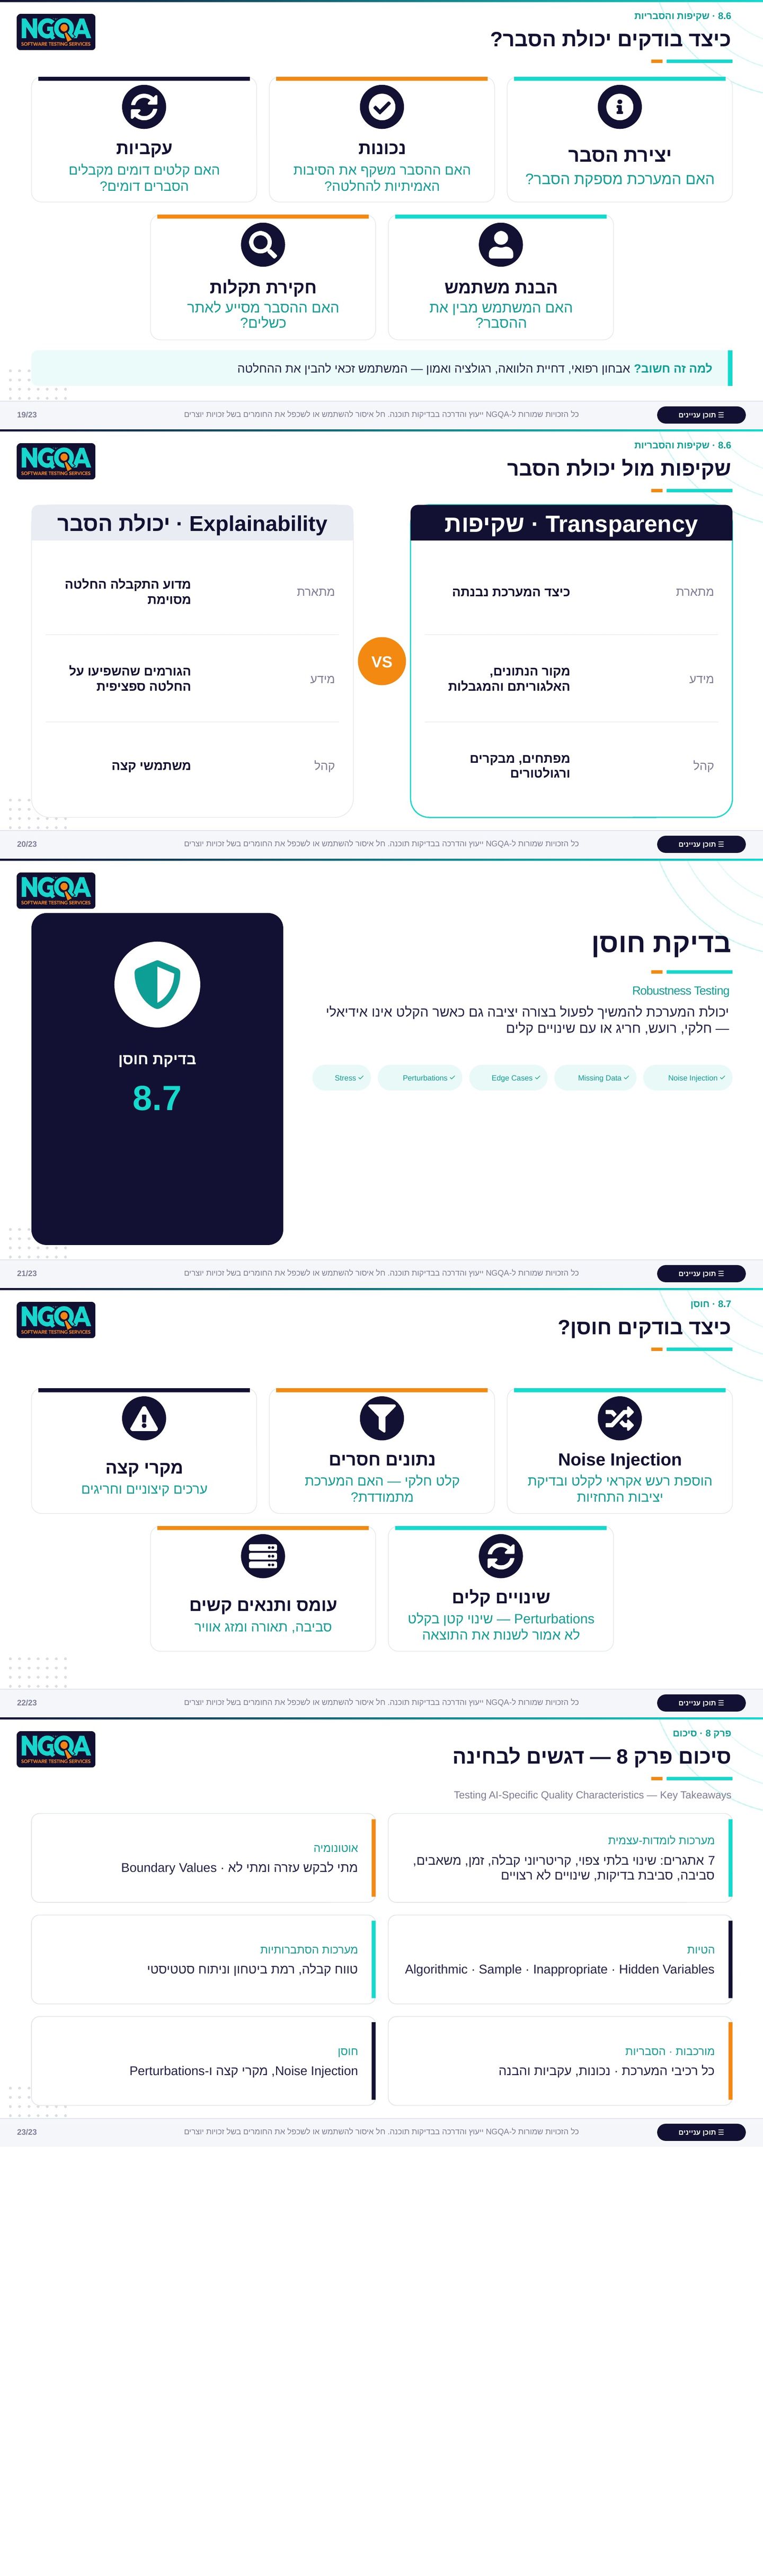 8.6 · שקיפות והסבריות
כיצד בודקים יכולת הסבר?
NGQA
SOFTWARE TESTING SERVICES
יצירת הסבר
האם המערכת מספקת הסבר?
נכונות
האם ההסבר משקף את הסיבות
האמיתיות להחלטה?
עקביות
האם קלטים דומים מקבלים
הסברים דומים?
הבנת משתמש
האם המשתמש מבין את
ההסבר?
חקירת תקלות
האם ההסבר מסייע לאתר
כשלים?
למה זה חשוב? אבחון רפואי, דחיית הלוואה, רגולציה ואמון — המשתמש זכאי להבין את ההחלטה
☰ תוכן עניינים
כל הזכויות שמורות ל-NGQA ייעוץ והדרכה בבדיקות תוכנה. חל איסור להשתמש או לשכפל את החומרים בשל זכויות יוצרים
19/23
8.6 · שקיפות והסבריות
שקיפות מול יכולת הסבר
NGQA
SOFTWARE TESTING SERVICES
Transparency · שקיפות
מתארת
כיצד המערכת נבנתה
מידע
מקור הנתונים,
האלגוריתם והמגבלות
קהל
מפתחים, מבקרים
ורגולטורים
VS
Explainability · יכולת הסבר
מתארת
מדוע התקבלה החלטה
מסוימת
מידע
הגורמים שהשפיעו על
החלטה ספציפית
קהל
משתמשי קצה
☰ תוכן עניינים
כל הזכויות שמורות ל-NGQA ייעוץ והדרכה בבדיקות תוכנה. חל איסור להשתמש או לשכפל את החומרים בשל זכויות יוצרים
20/23
NGQA
SOFTWARE TESTING SERVICES
בדיקת חוסן
Robustness Testing
יכולת המערכת להמשיך לפעול בצורה יציבה גם כאשר הקלט אינו אידיאלי
— חלקי, רועש, חריג או עם שינויים קלים
✓ Noise Injection
✓ Missing Data
✓ Edge Cases
✓ Perturbations
✓ Stress
בדיקת חוסן
8.7
☰ תוכן עניינים
כל הזכויות שמורות ל-NGQA ייעוץ והדרכה בבדיקות תוכנה. חל איסור להשתמש או לשכפל את החומרים בשל זכויות יוצרים
21/23
8.7 · חוסן
כיצד בודקים חוסן?
NGQA
SOFTWARE TESTING SERVICES
Noise Injection
הוספת רעש אקראי לקלט ובדיקת
יציבות התחזיות
נתונים חסרים
קלט חלקי — האם המערכת
מתמודדת?
מקרי קצה
ערכים קיצוניים וחריגים
שינויים קלים
Perturbations — שינוי קטן בקלט
לא אמור לשנות את התוצאה
עומס ותנאים קשים
סביבה, תאורה ומזג אוויר
☰ תוכן עניינים
כל הזכויות שמורות ל-NGQA ייעוץ והדרכה בבדיקות תוכנה. חל איסור להשתמש או לשכפל את החומרים בשל זכויות יוצרים
22/23
פרק 8 · סיכום
סיכום פרק 8 — דגשים לבחינה
NGQA
SOFTWARE TESTING SERVICES
Testing AI-Specific Quality Characteristics — Key Takeaways
מערכות לומדות-עצמית
7 אתגרים: שינוי בלתי צפוי, קריטריוני קבלה, זמן, משאבים,
סביבה, סביבת בדיקות, שינויים לא רצויים
אוטונומיה
מתי לבקש עזרה ומתי לא · Boundary Values
הטיות
Algorithmic · Sample · Inappropriate · Hidden Variables
מערכות הסתברותיות
טווח קבלה, רמת ביטחון וניתוח סטטיסטי
מורכבות · הסבריות
כל רכיבי המערכת · נכונות, עקביות והבנה
חוסן
Noise Injection, מקרי קצה ו-Perturbations
☰ תוכן עניינים
כל הזכויות שמורות ל-NGQA ייעוץ והדרכה בבדיקות תוכנה. חל איסור להשתמש או לשכפל את החומרים בשל זכויות יוצרים
23/23